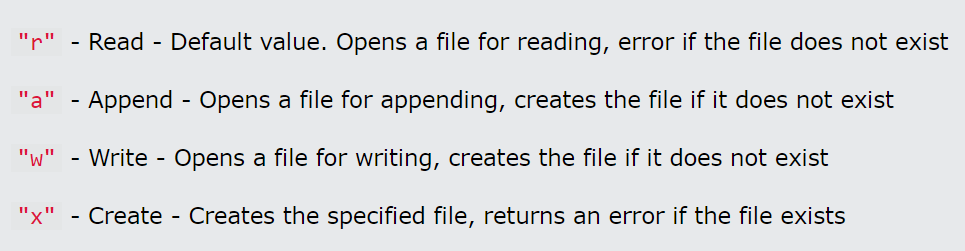 "r" - Read - Default value. Opens a file for reading, error if the file does not exist
"a" - Append - Opens a file for appending, creates the file if it does not exist
"w" - Write - Opens a file for writing, creates the file if it does not exist
"x" - Create - Creates the specified file, returns an error if the file exists